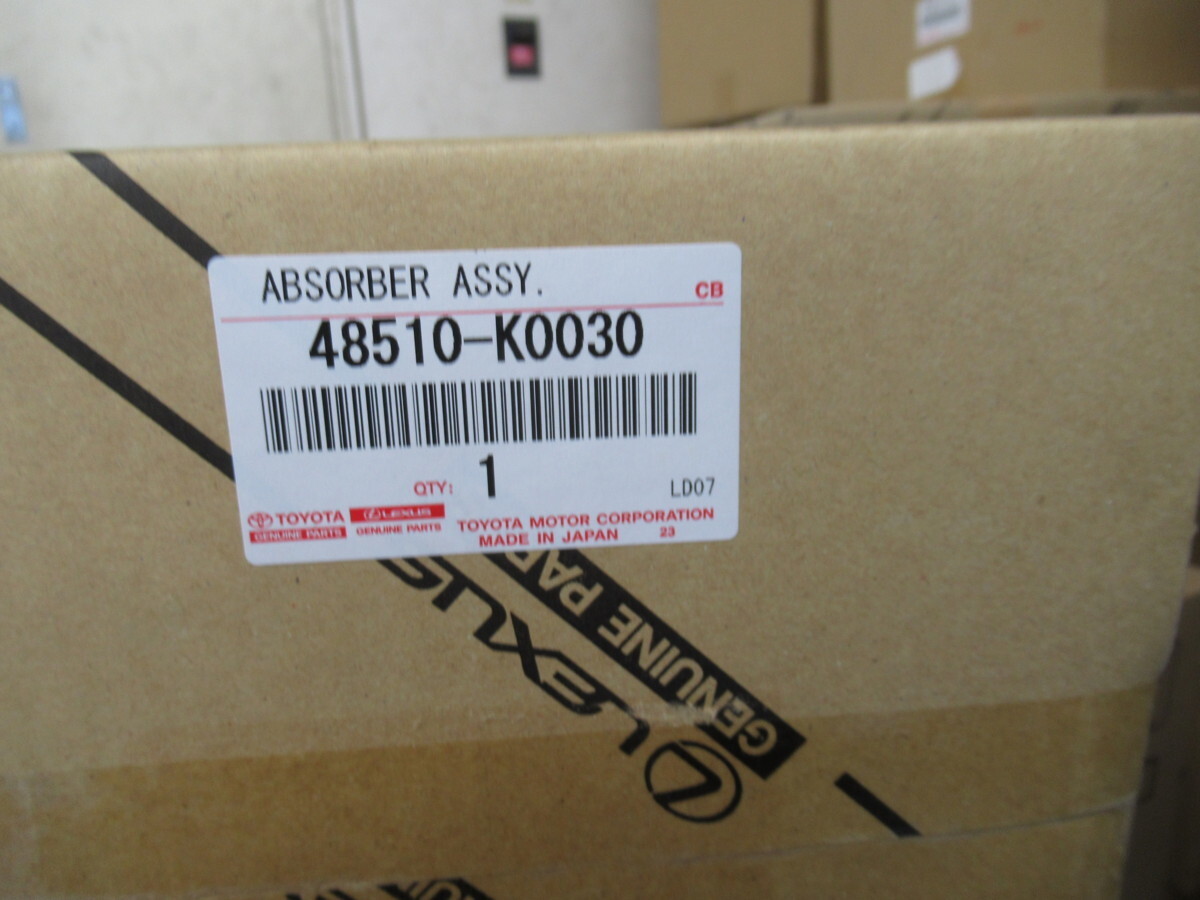 ABSORBER ASSY.
CB
48510-K0030
QTY: 1
LD07
TOYOTA
GENUINE PARTS
LEXUS
GENUINE PARTS
TOYOTA MOTOR CORPORATION
MADE IN JAPAN 23
LEXUS
GENUINE PAR